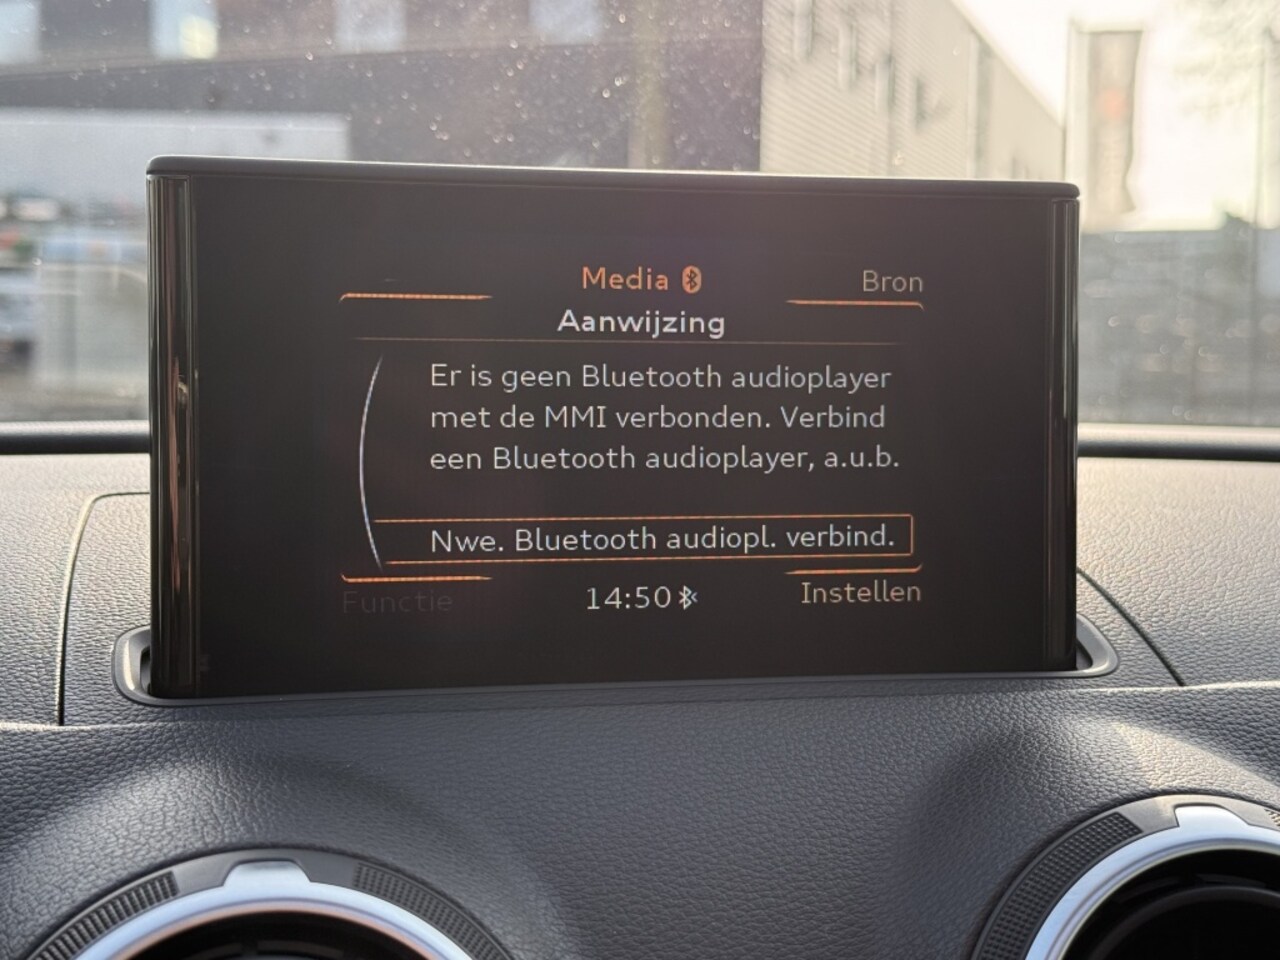 Media
Bron
Aanwijzing
Er is geen Bluetooth audioplayer
met de MMI verbonden. Verbind
een Bluetooth audioplayer, a.u.b.
Nwe. Bluetooth audiopl. verbind.
Functie
14:50
Instellen